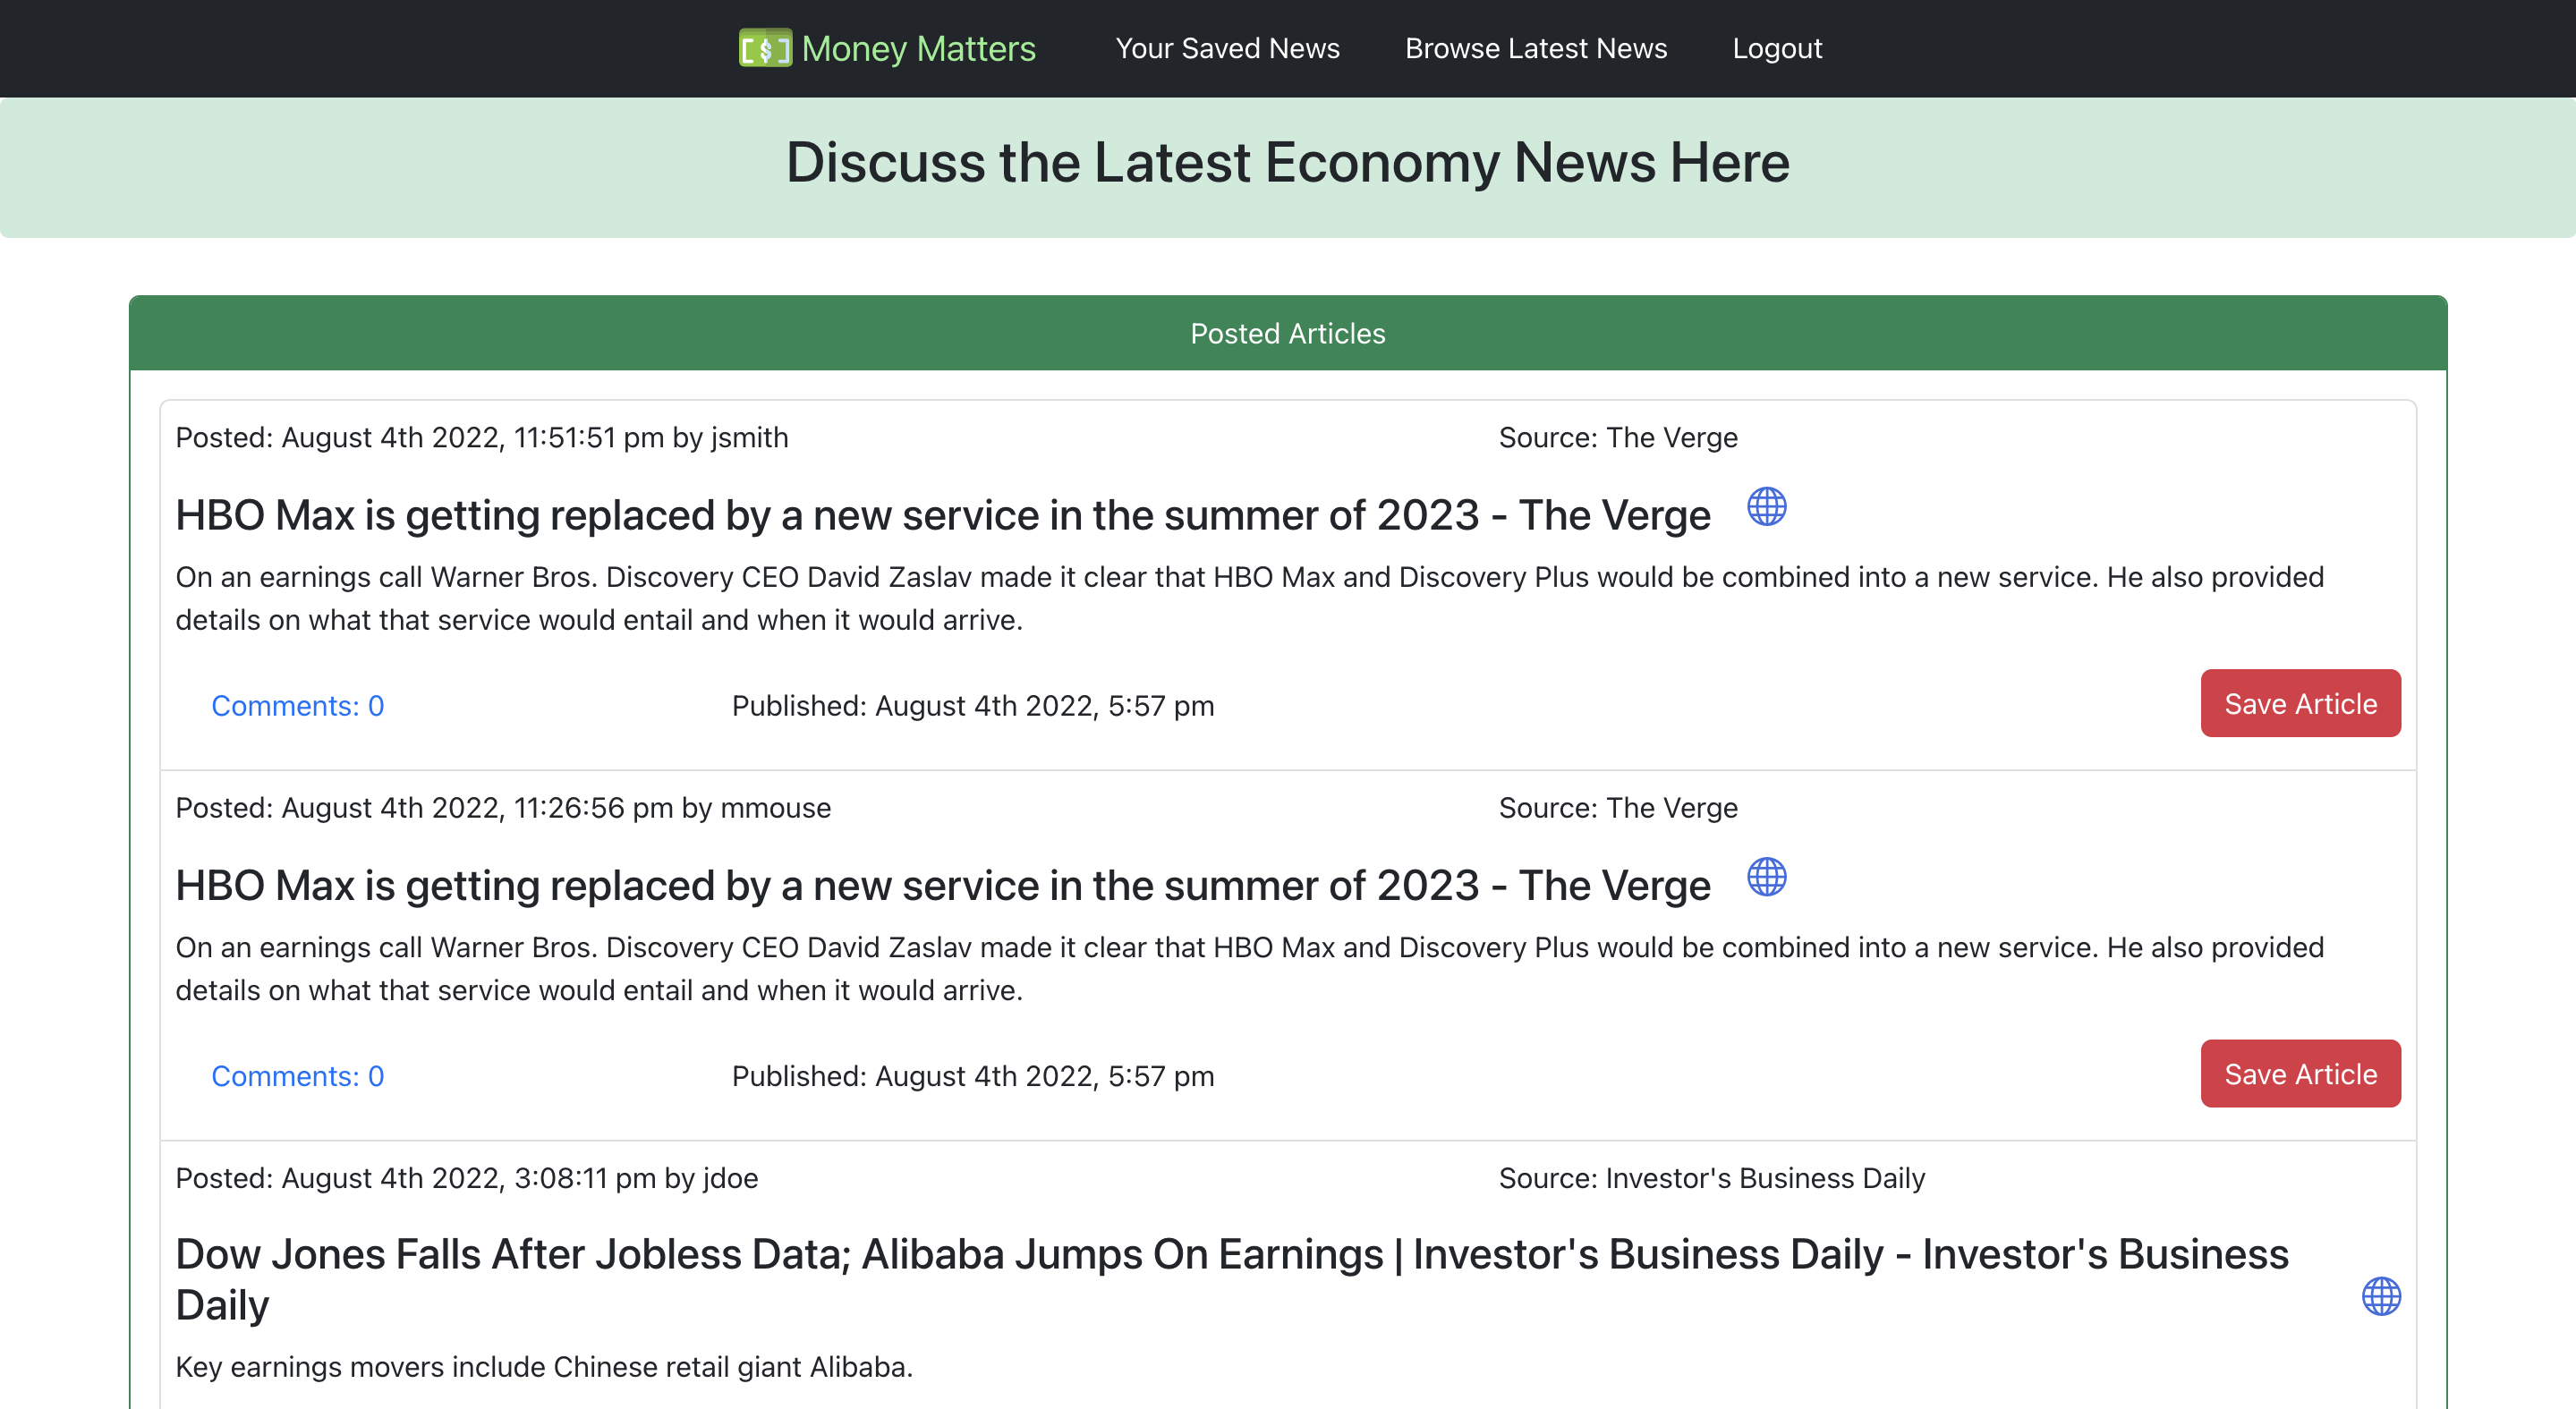 [$] Money Matters Your Saved News Browse Latest News Logout
Discuss the Latest Economy News Here
Posted Articles
Posted: August 4th 2022, 11:51:51 pm by jsmith Source: The Verge
HBO Max is getting replaced by a new service in the summer of 2023 - The Verge
On an earnings call Warner Bros. Discovery CEO David Zaslav made it clear that HBO Max and Discovery Plus would be combined into a new service. He also provided
details on what that service would entail and when it would arrive.
Comments: 0 Published: August 4th 2022, 5:57 pm Save Article
Posted: August 4th 2022, 11:26:56 pm by mmouse Source: The Verge
HBO Max is getting replaced by a new service in the summer of 2023 - The Verge
On an earnings call Warner Bros. Discovery CEO David Zaslav made it clear that HBO Max and Discovery Plus would be combined into a new service. He also provided
details on what that service would entail and when it would arrive.
Comments: 0 Published: August 4th 2022, 5:57 pm Save Article
Posted: August 4th 2022, 3:08:11 pm by jdoe Source: Investor's Business Daily
Dow Jones Falls After Jobless Data; Alibaba Jumps On Earnings | Investor's Business Daily - Investor's Business
Daily
Key earnings movers include Chinese retail giant Alibaba.